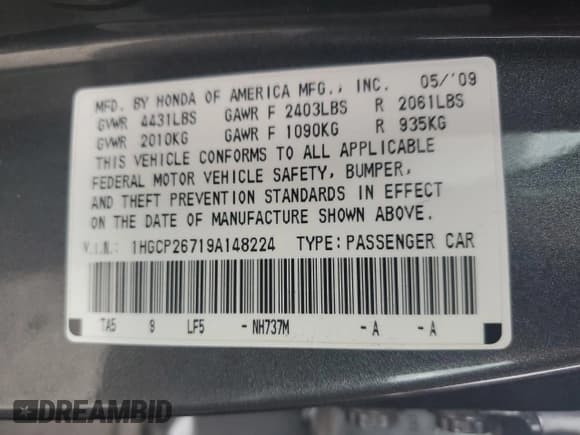 MFD. BY HONDA OF AMERICA MFG., INC. 05/'09
GVWR 4431LBS GAWR F 2403LBS R 2061LBS
GVWR 2010KG GAWR F 1090KG R 935KG
THIS VEHICLE CONFORMS TO ALL APPLICABLE
FEDERAL MOTOR VEHICLE SAFETY, BUMPER,
AND THEFT PREVENTION STANDARDS IN EFFECT
ON THE DATE OF MANUFACTURE SHOWN ABOVE.
V.I.N.: 1HGCP26719A148224 TYPE: PASSENGER CAR
TA5 9 LF5 - NH737M - A - A
DREAMBID